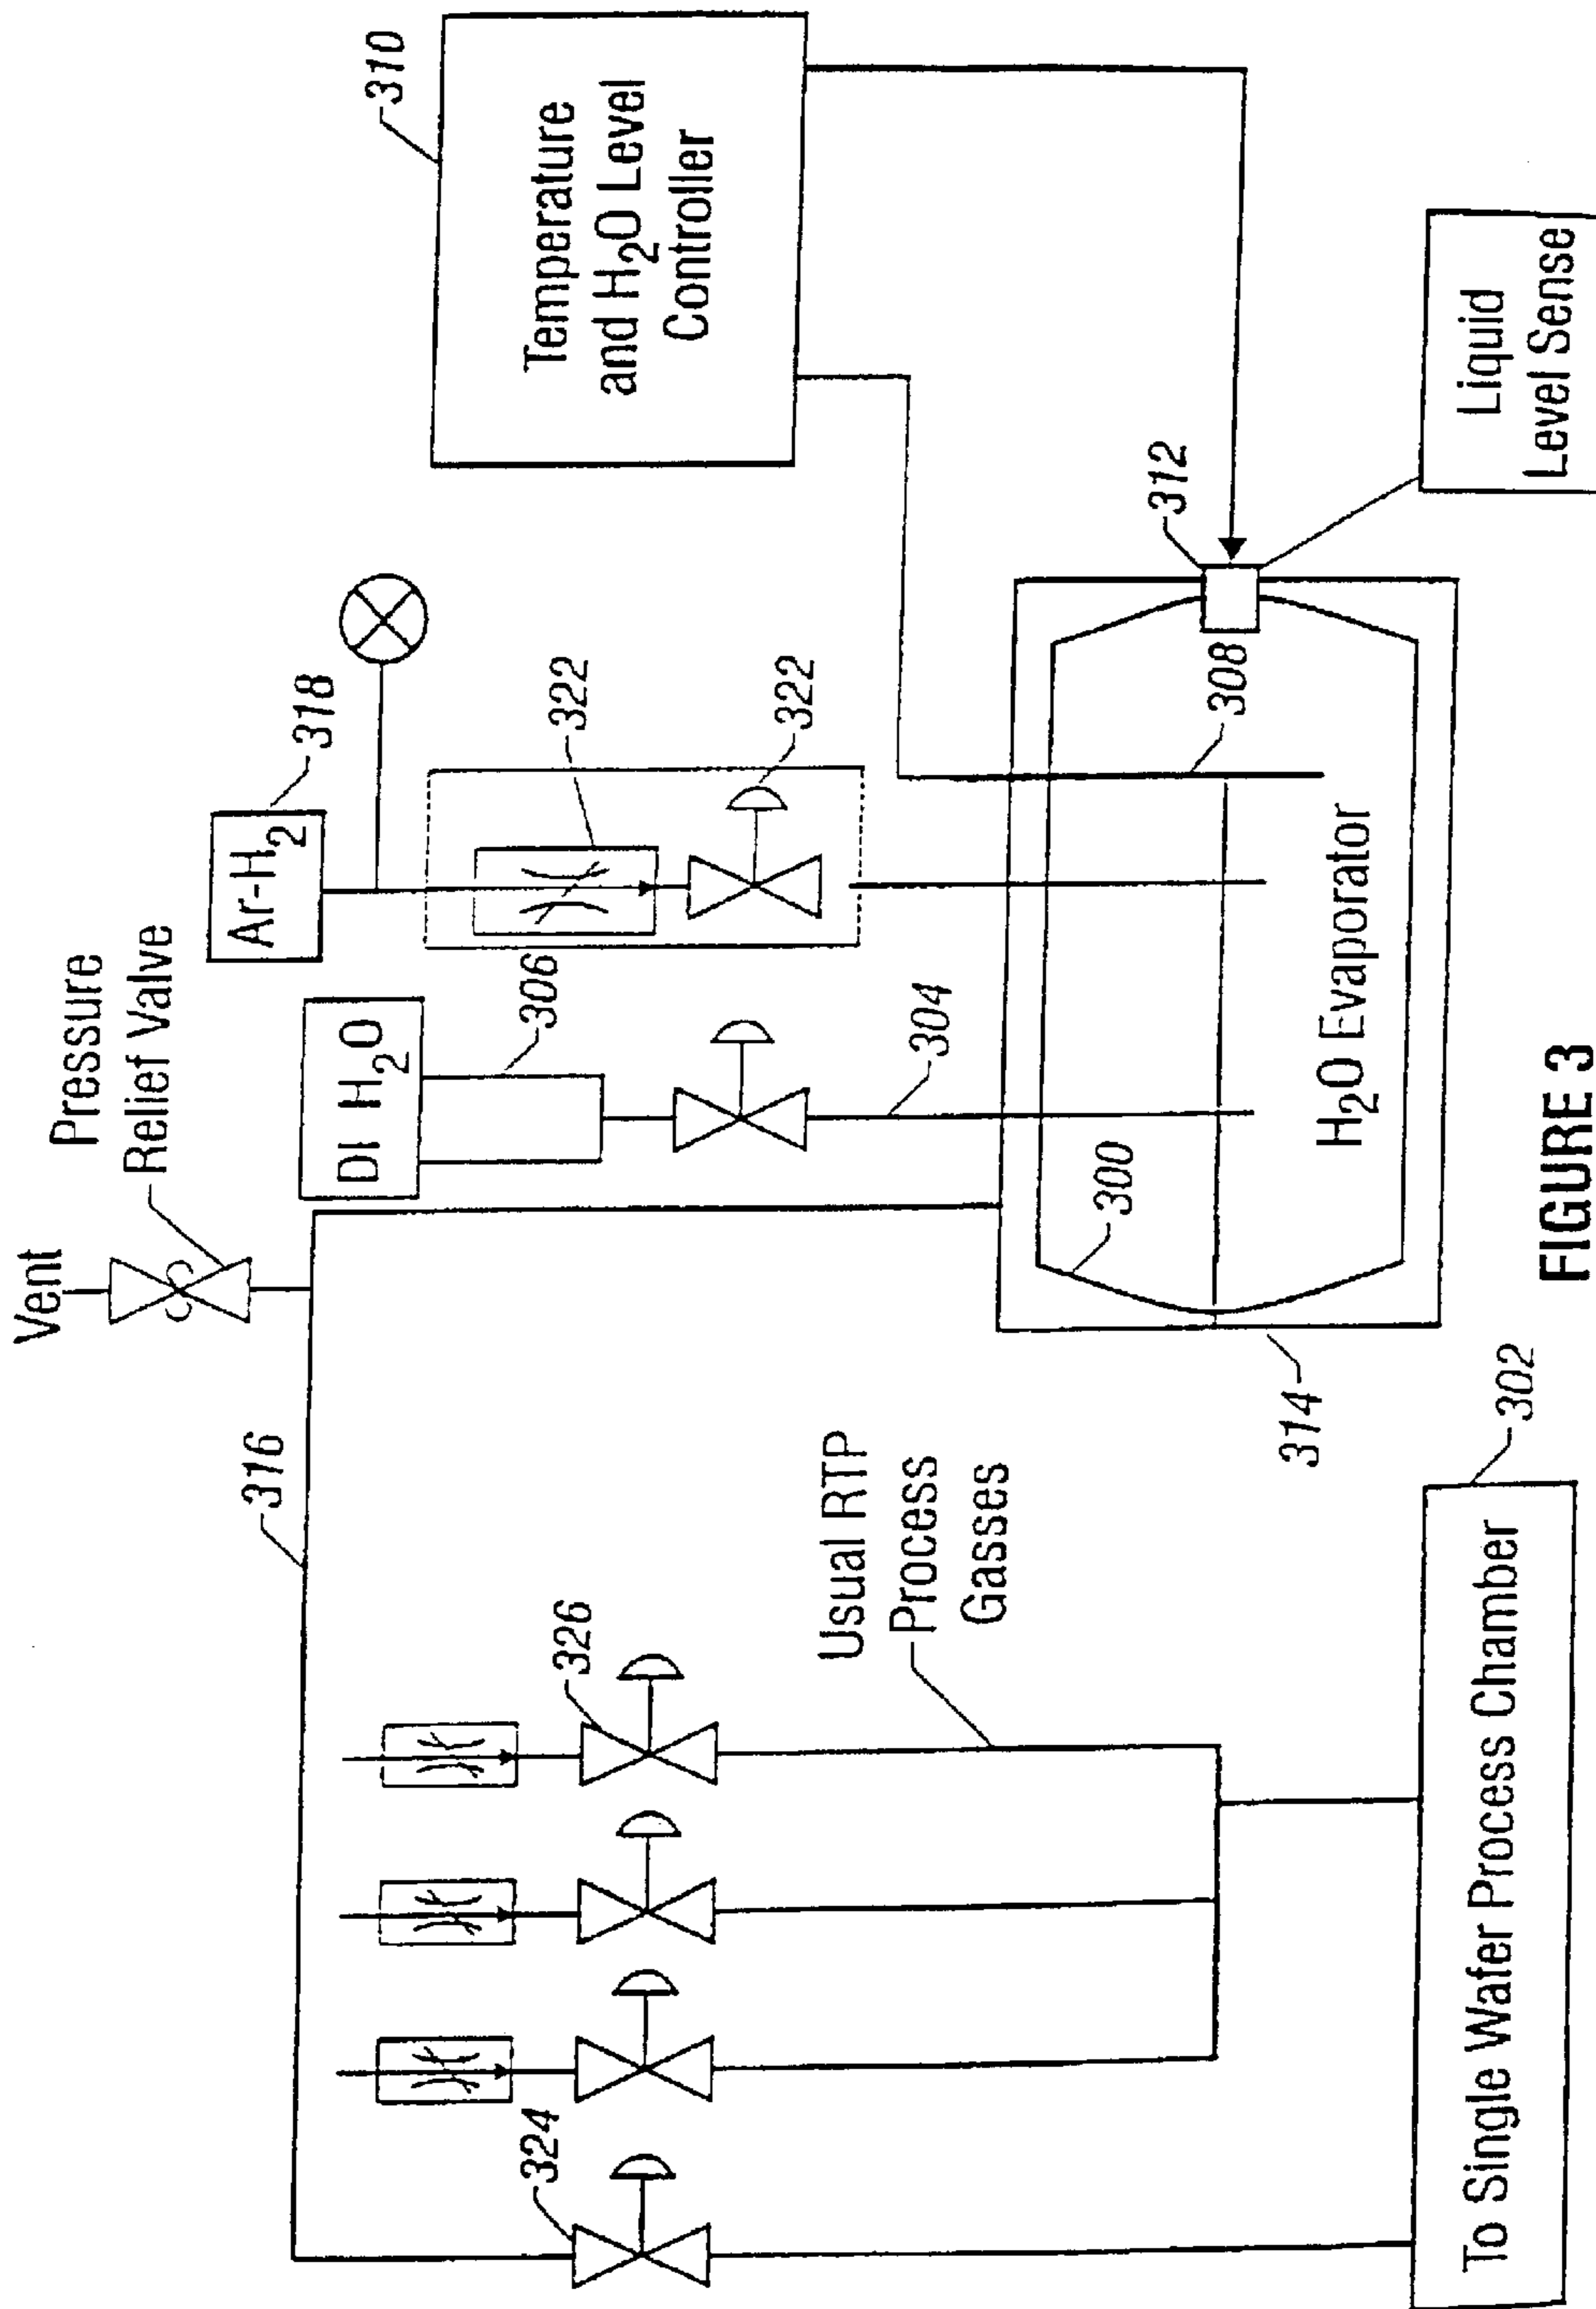 Vent
Pressure
Relief Valve
316
DI H₂O
306
Ar-H₂
318
310
Temperature
and H₂O Level
Controller
322
322
304
324
326
Usual RTP
Process
Gasses
300
308
312
H₂O Evaporator
314
Liquid
Level Sense
302
To Single Wafer Process Chamber
FIGURE 3